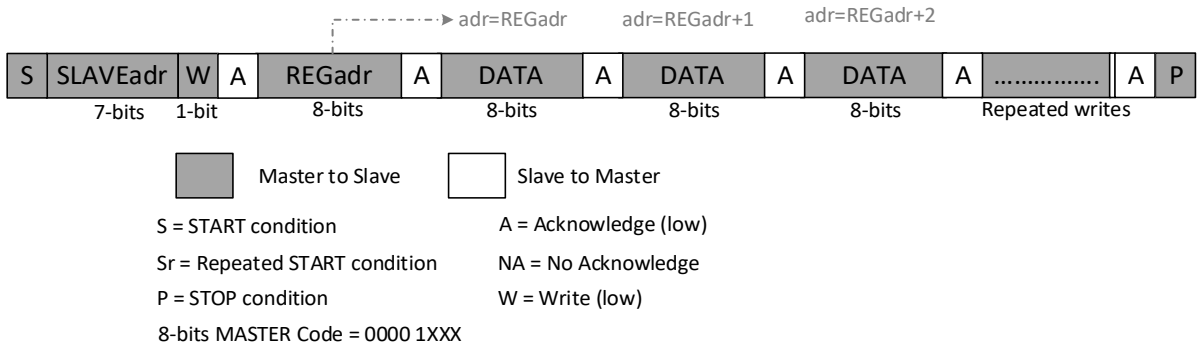 adr=REGadr adr=REGadr+1 adr=REGadr+2
S SLAVEadr W A REGadr A DATA A DATA A DATA A ............... A P
7-bits 1-bit 8-bits 8-bits 8-bits 8-bits Repeated writes
Master to Slave Slave to Master
S = START condition A = Acknowledge (low)
Sr = Repeated START condition NA = No Acknowledge
P = STOP condition W = Write (low)
8-bits MASTER Code = 0000 1XXX